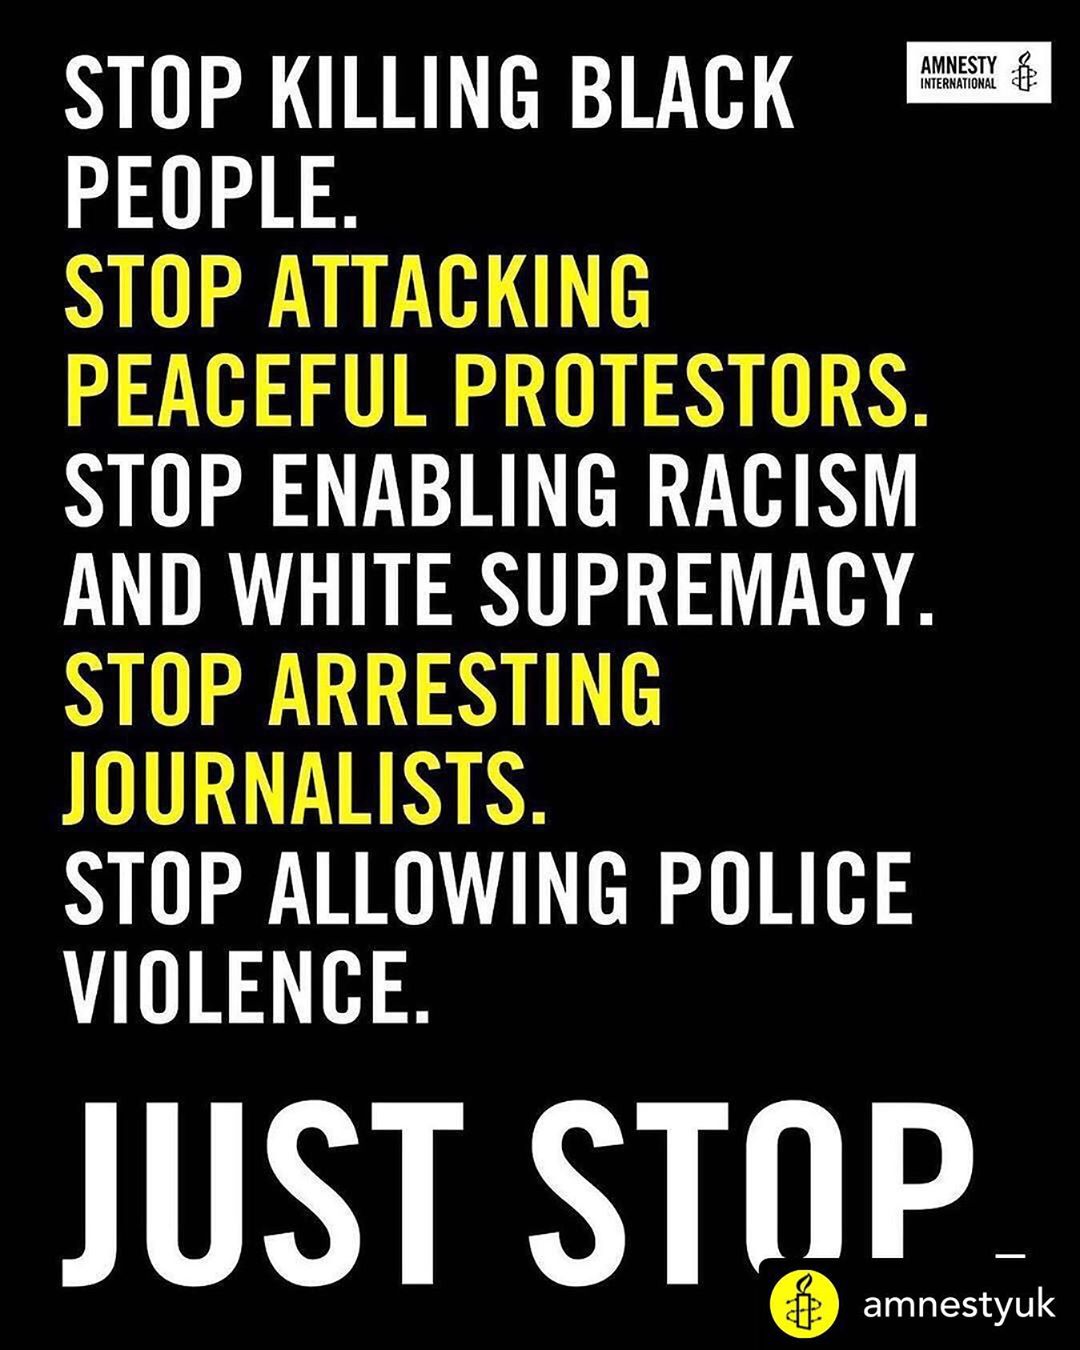 STOP KILLING BLACK
PEOPLE.
STOP ATTACKING
PEACEFUL PROTESTORS.
STOP ENABLING RACISM
AND WHITE SUPREMACY.
STOP ARRESTING
JOURNALISTS.
STOP ALLOWING POLICE
VIOLENCE.
JUST STOP
AMNESTY
INTERNATIONAL
amnestyuk